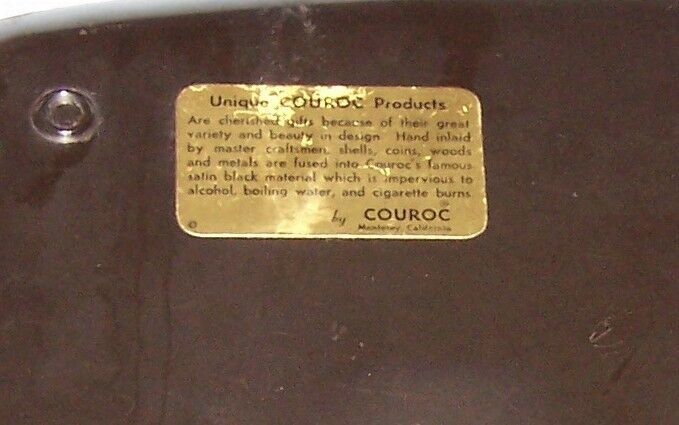 Unique COUROC Products
Are cherished gifts because of their great
variety and beauty in design Hand inlaid
by master craftsmen, shells, coins, woods
and metals are fused into Couroc's famous
satin black material which is impervious to
alcohol, boiling water, and cigarette burns
by COUROC®
Monterey, California
©